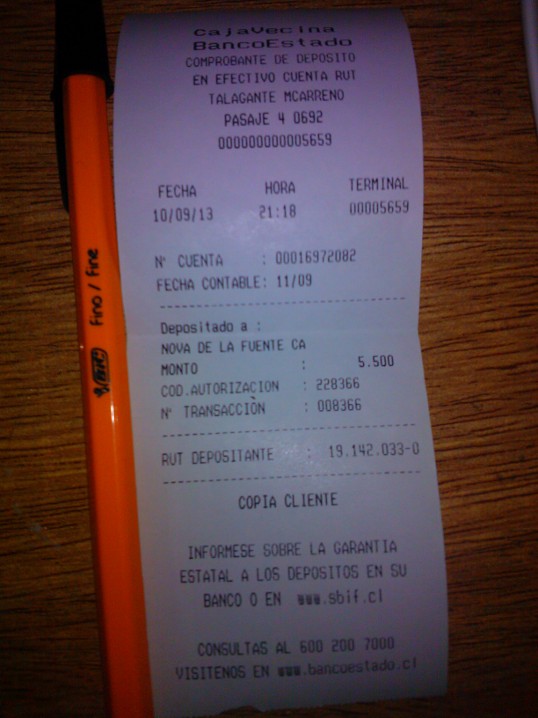 CajaVecina
BancoEstado
COMPROBANTE DE DEPOSITO
EN EFECTIVO CUENTA RUT
TALAGANTE MCARRENO
PASAJE 4 0692
000000000005659
FECHA HORA TERMINAL
10/09/13 21:18 00005659
N° CUENTA : 00016972082
FECHA CONTABLE: 11/09
Depositado a :
NOVA DE LA FUENTE CA
MONTO : 5.500
COD.AUTORIZACION : 228366
N° TRANSACCIÒN : 008366
RUT DEPOSITANTE : 19.142.033-0
COPIA CLIENTE
INFORMESE SOBRE LA GARANTIA
ESTATAL A LOS DEPOSITOS EN SU
BANCO O EN www.sbif.cl
CONSULTAS AL 600 200 7000
VISITENOS EN www.bancoestado.cl
BIC Fino / Fine